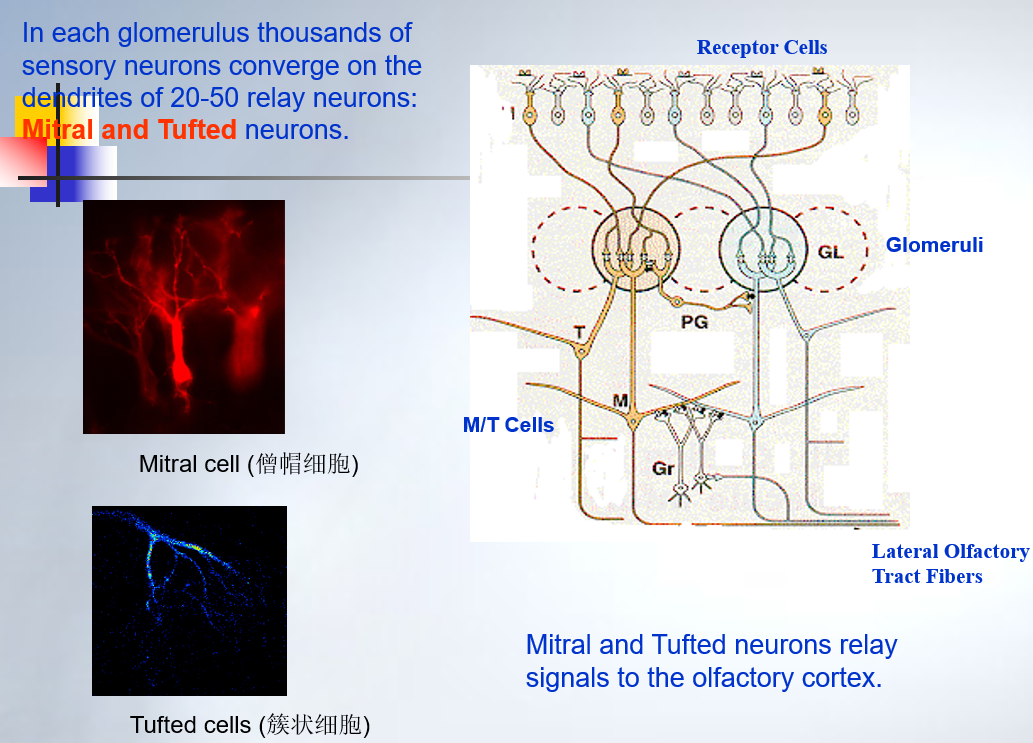 In each glomerulus thousands of
sensory neurons converge on the
dendrites of 20-50 relay neurons:
Mitral and Tufted neurons.
Mitral cell (僧帽细胞)
Tufted cells (簇状细胞)
Receptor Cells
GL
Glomeruli
PG
T
M
M/T Cells
Gr
Lateral Olfactory
Tract Fibers
Mitral and Tufted neurons relay
signals to the olfactory cortex.